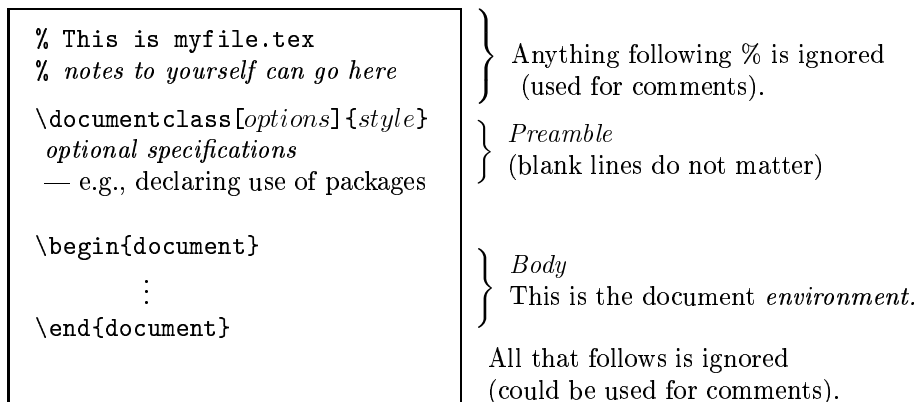 % This is myfile.tex
% notes to yourself can go here
\documentclass[options]{style}
optional specifications
— e.g., declaring use of packages
\begin{document}
⋮
\end{document}
Anything following % is ignored
(used for comments).
Preamble
(blank lines do not matter)
Body
This is the document environment.
All that follows is ignored
(could be used for comments).